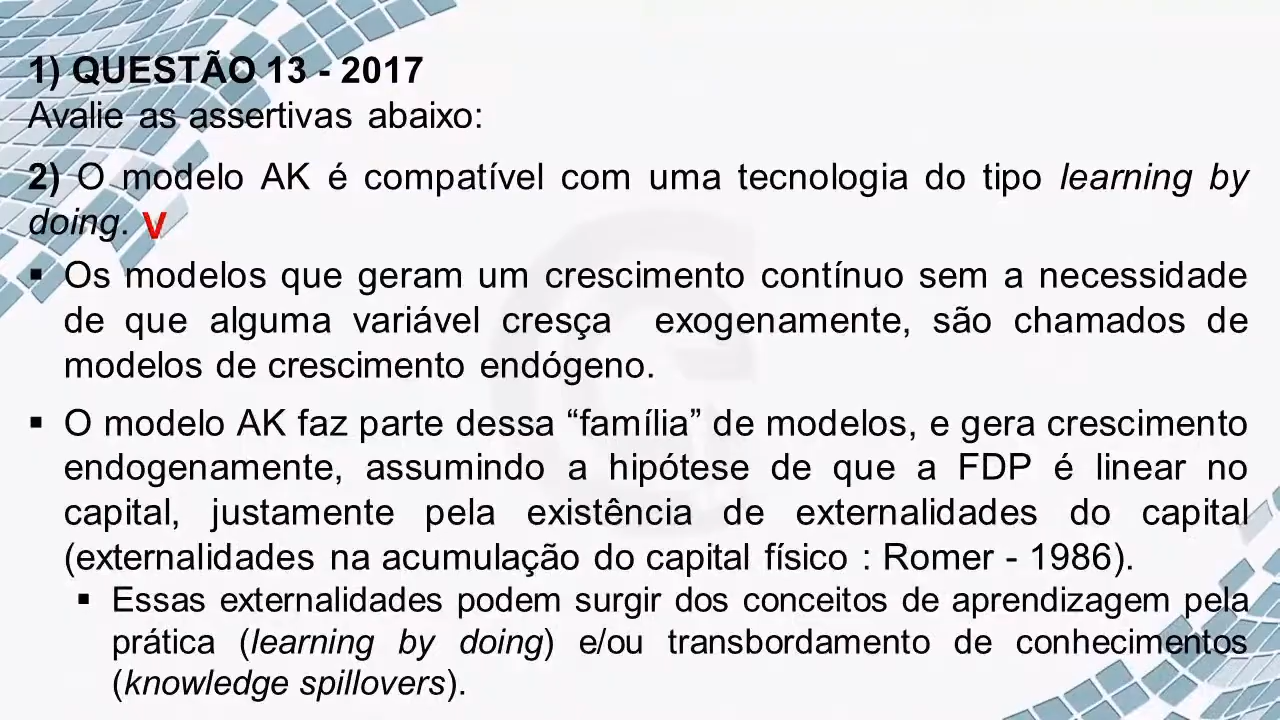 1) QUESTÃO 13 - 2017
Avalie as assertivas abaixo:
2) O modelo AK é compatível com uma tecnologia do tipo learning by
doing. V
▪ Os modelos que geram um crescimento contínuo sem a necessidade
de que alguma variável cresça exogenamente, são chamados de
modelos de crescimento endógeno.
▪ O modelo AK faz parte dessa “família” de modelos, e gera crescimento
endogenamente, assumindo a hipótese de que a FDP é linear no
capital, justamente pela existência de externalidades do capital
(externalidades na acumulação do capital físico : Romer - 1986).
▪ Essas externalidades podem surgir dos conceitos de aprendizagem pela
prática (learning by doing) e/ou transbordamento de conhecimentos
(knowledge spillovers).